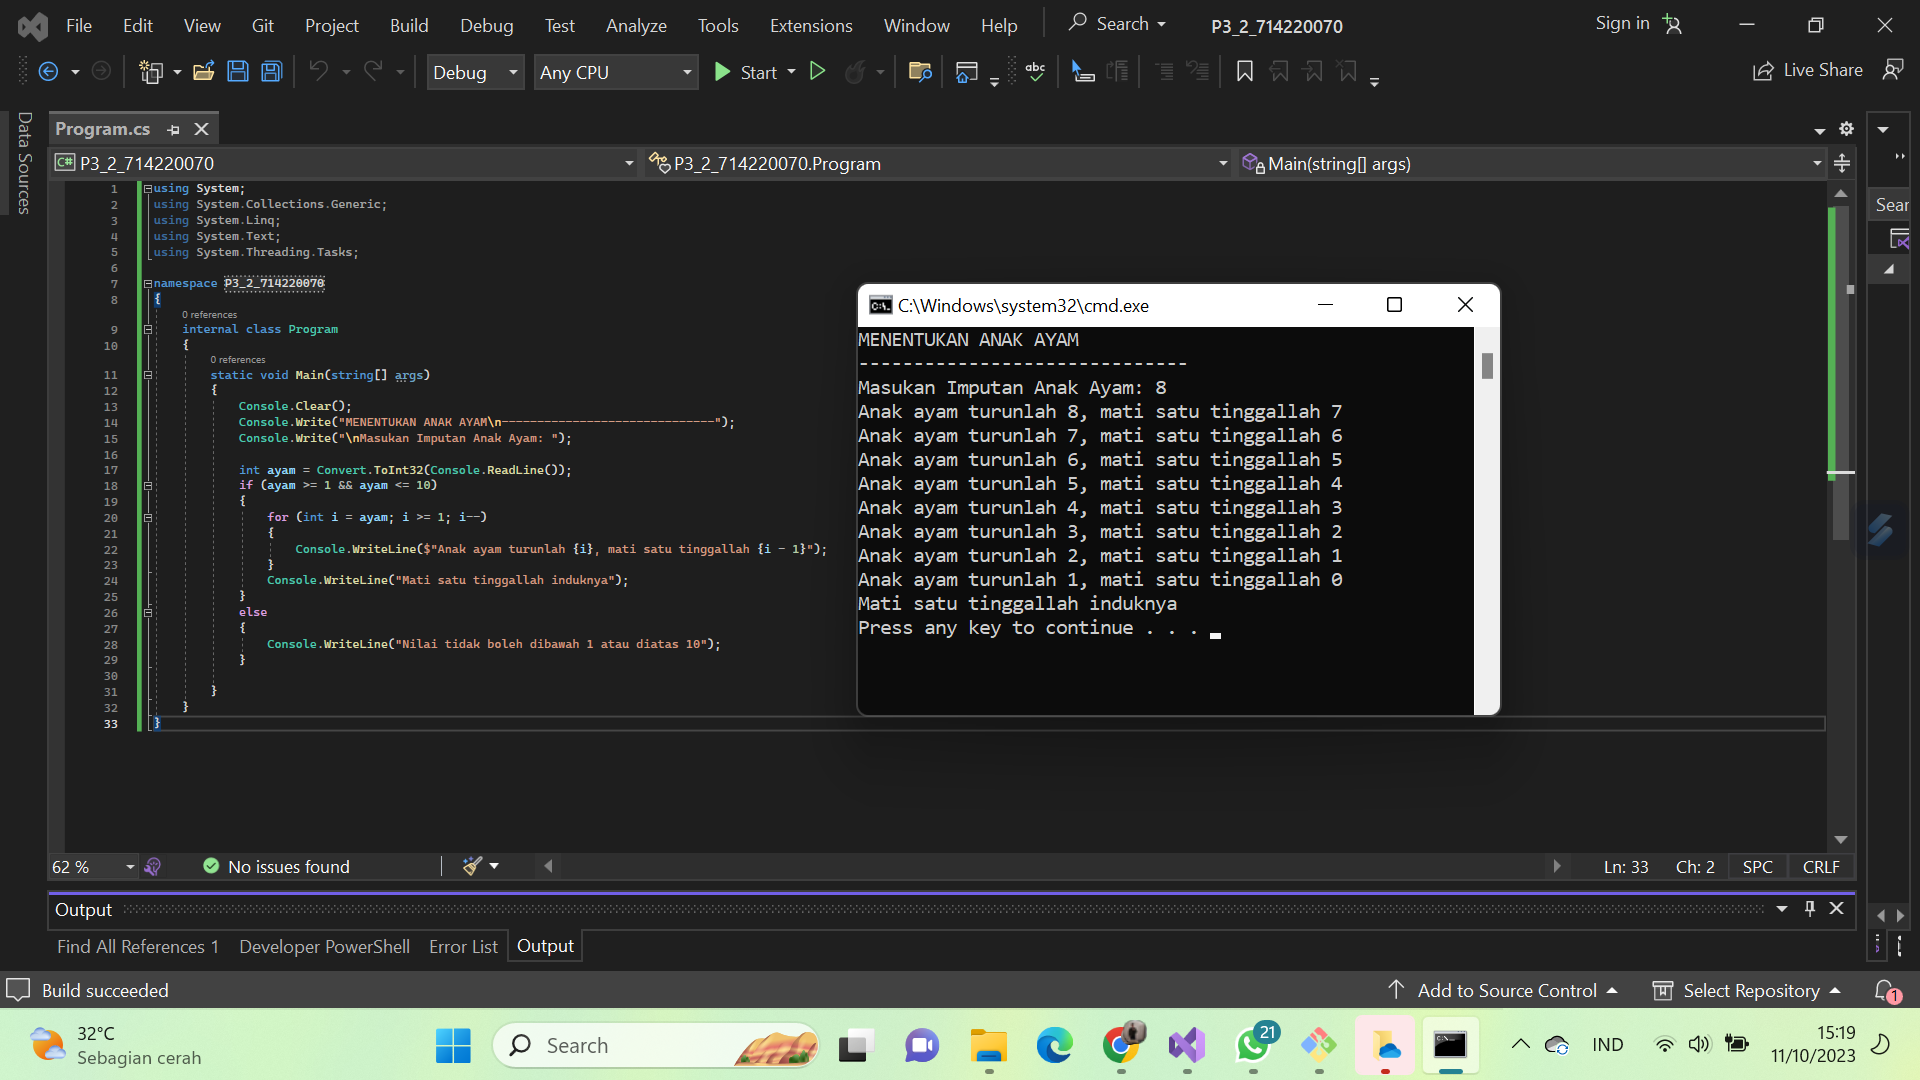 File Edit View Git Project Build Debug Test Analyze Tools Extensions Window Help Search P3_2_714220070 Sign in
Debug Any CPU Start abc Live Share
Data Sources
Program.cs
C# P3_2_714220070 P3_2_714220070.Program Main(string[] args)
1 using System;
2 using System.Collections.Generic;
3 using System.Linq;
4 using System.Text;
5 using System.Threading.Tasks;
6
7 namespace P3_2_714220070
8 {
0 references
9 internal class Program
10 {
0 references
11 static void Main(string[] args)
12 {
13 Console.Clear();
14 Console.Write("MENENTUKAN ANAK AYAM\n------------------------------");
15 Console.Write("\nMasukan Imputan Anak Ayam: ");
16
17 int ayam = Convert.ToInt32(Console.ReadLine());
18 if (ayam >= 1 && ayam <= 10)
19 {
20 for (int i = ayam; i >= 1; i--)
21 {
22 Console.WriteLine($"Anak ayam turunlah {i}, mati satu tinggallah {i - 1}");
23 }
24 Console.WriteLine("Mati satu tinggallah induknya");
25 }
26 else
27 {
28 Console.WriteLine("Nilai tidak boleh dibawah 1 atau diatas 10");
29 }
30
31 }
32 }
33 }
C:\Windows\system32\cmd.exe
MENENTUKAN ANAK AYAM
------------------------------
Masukan Imputan Anak Ayam: 8
Anak ayam turunlah 8, mati satu tinggallah 7
Anak ayam turunlah 7, mati satu tinggallah 6
Anak ayam turunlah 6, mati satu tinggallah 5
Anak ayam turunlah 5, mati satu tinggallah 4
Anak ayam turunlah 4, mati satu tinggallah 3
Anak ayam turunlah 3, mati satu tinggallah 2
Anak ayam turunlah 2, mati satu tinggallah 1
Anak ayam turunlah 1, mati satu tinggallah 0
Mati satu tinggallah induknya
Press any key to continue . . .
Sear
62 % No issues found Ln: 33 Ch: 2 SPC CRLF
Output
Find All References 1 Developer PowerShell Error List Output
Build succeeded Add to Source Control Select Repository 1
32°C
Sebagian cerah
Search
21
IND
15:19
11/10/2023